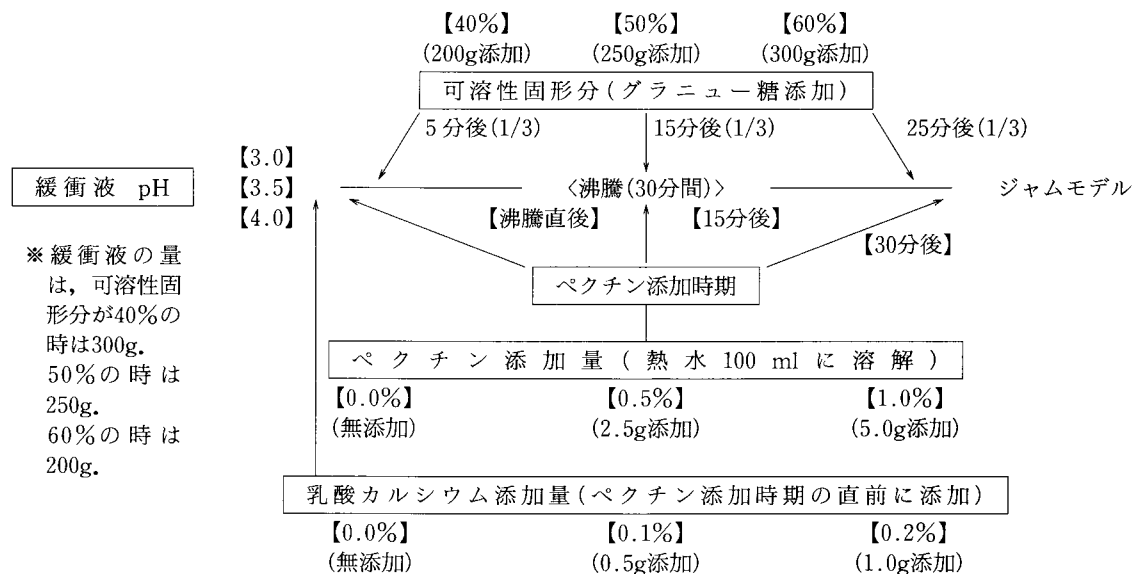 【40%】 【50%】 【60%】
(200g添加) (250g添加) (300g添加)
可溶性固形分(グラニュー糖添加)
5分後(1/3) 15分後(1/3) 25分後(1/3)
緩衝液 pH
【3.0】
【3.5】
【4.0】
〈沸騰(30分間)〉
ジャムモデル
【沸騰直後】 【15分後】
【30分後】
※緩衝液の量
は,可溶性固
形分が40%の
時は300g.
50%の時は
250g.
60%の時は
200g.
ペクチン添加時期
ペクチン添加量(熱水100 mlに溶解)
【0.0%】 【0.5%】 【1.0%】
(無添加) (2.5g添加) (5.0g添加)
乳酸カルシウム添加量(ペクチン添加時期の直前に添加)
【0.0%】 【0.1%】 【0.2%】
(無添加) (0.5g添加) (1.0g添加)